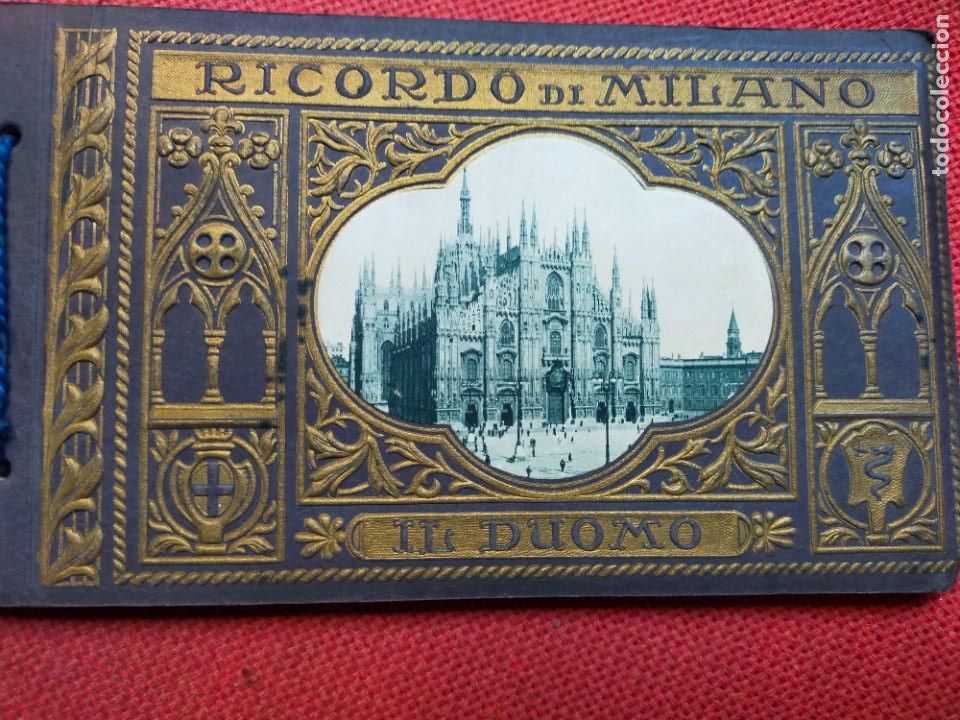 RICORDO DI MILANO
IL DUOMO
todocoleccion